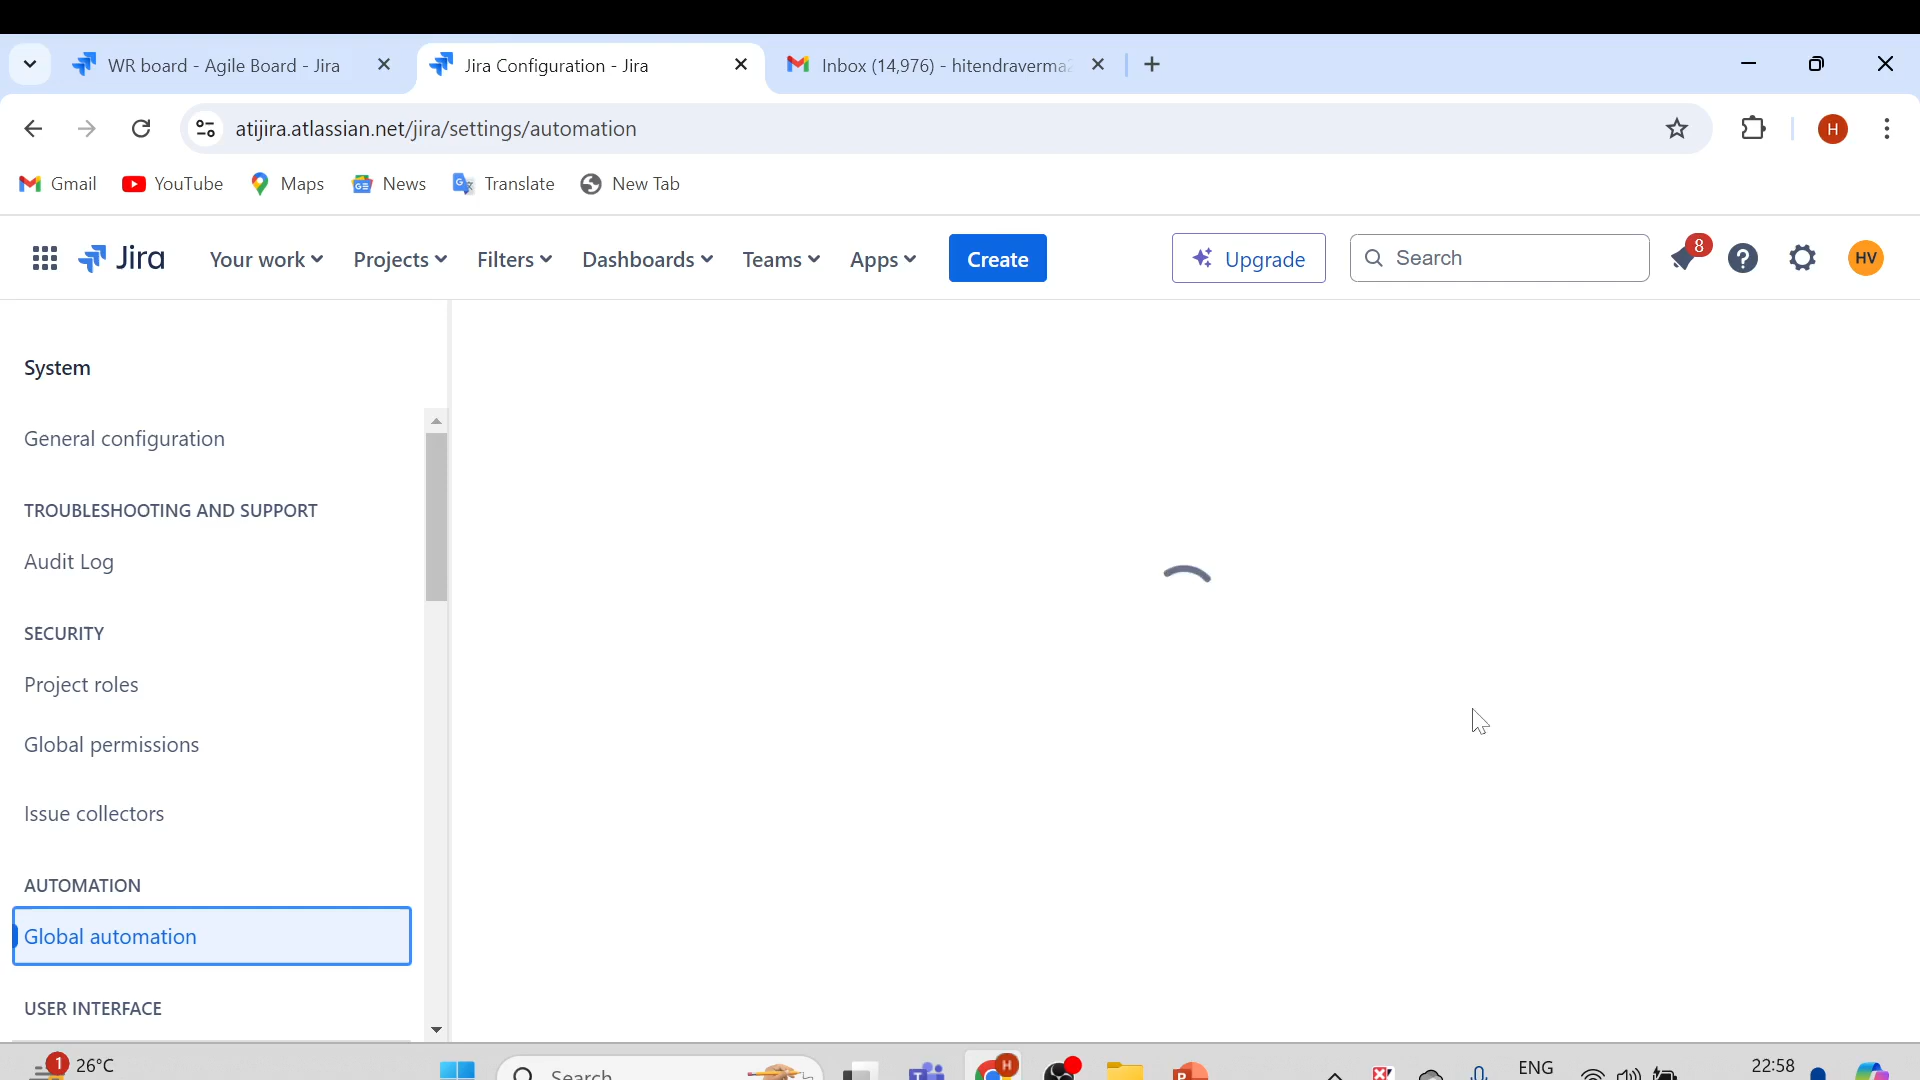 WR board - Agile Board - Jira
Jira Configuration - Jira
Inbox (14,976) - hitendraverma2
atijira.atlassian.net/jira/settings/automation
H
Gmail
YouTube
Maps
News
Translate
New Tab
Jira
Your work
Projects
Filters
Dashboards
Teams
Apps
Create
Upgrade
Search
8
HV
System
General configuration
TROUBLESHOOTING AND SUPPORT
Audit Log
SECURITY
Project roles
Global permissions
Issue collectors
AUTOMATION
Global automation
USER INTERFACE
1
26°C
Search
H
ENG
22:58